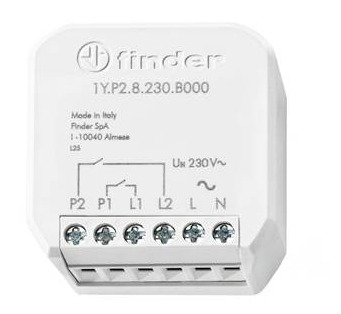 finder
1Y.P2.8.230.B000
Made in Italy
Finder SpA
I -10040 Almese
L25
UN 230V~
P2 P1 L1 L2 L N